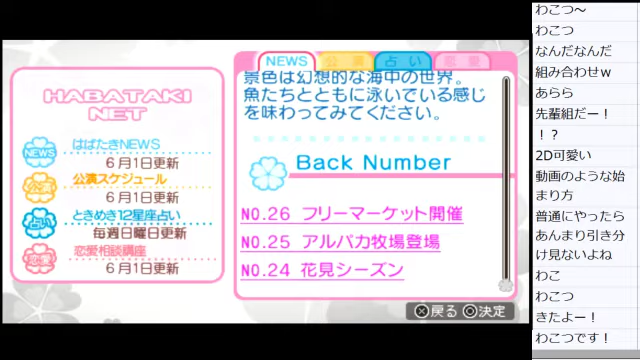 HABATAKI
NET
NEWS
はばたきNEWS
6月1日更新
公演
公演スケジュール
6月1日更新
占い
ときめき12星座占い
毎週日曜日更新
恋愛
恋愛相談講座
6月1日更新
NEWS 公演 占い 恋愛
景色は幻想的な海中の世界。
魚たちとともに泳いでいる感じ
を味わってみてください。
Back Number
NO.26 フリーマーケット開催
NO.25 アルパカ牧場登場
NO.24 花見シーズン
戻る 決定
わこつ～
わこつ
なんだなんだ
組み合わせｗ
あらら
先輩組だー！
！？
2D可愛い
動画のような始
まり方
普通にやったら
あんまり引き分
け見ないよね
わこ
わこつ
きたよー！
わこつです！